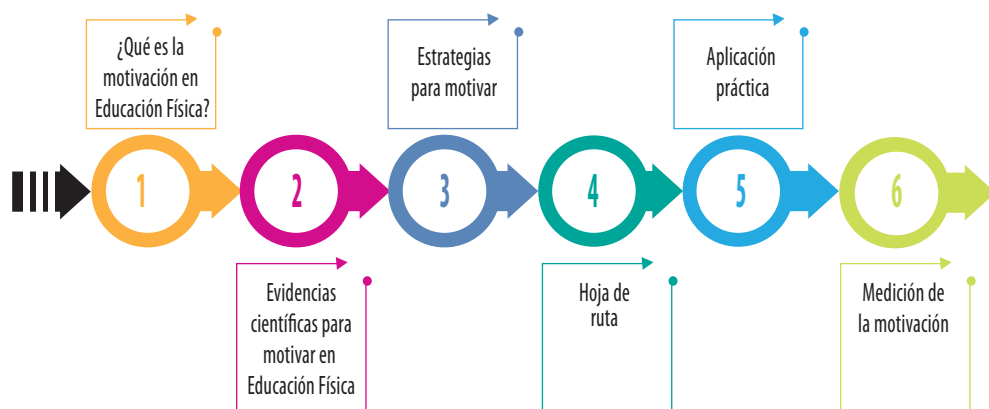 ¿Qué es la
motivación en
Educación Física?
Estrategias
para motivar
Aplicación
práctica
1
2
3
4
5
6
Evidencias
científicas para
motivar en
Educación Física
Hoja de
ruta
Medición de
la motivación